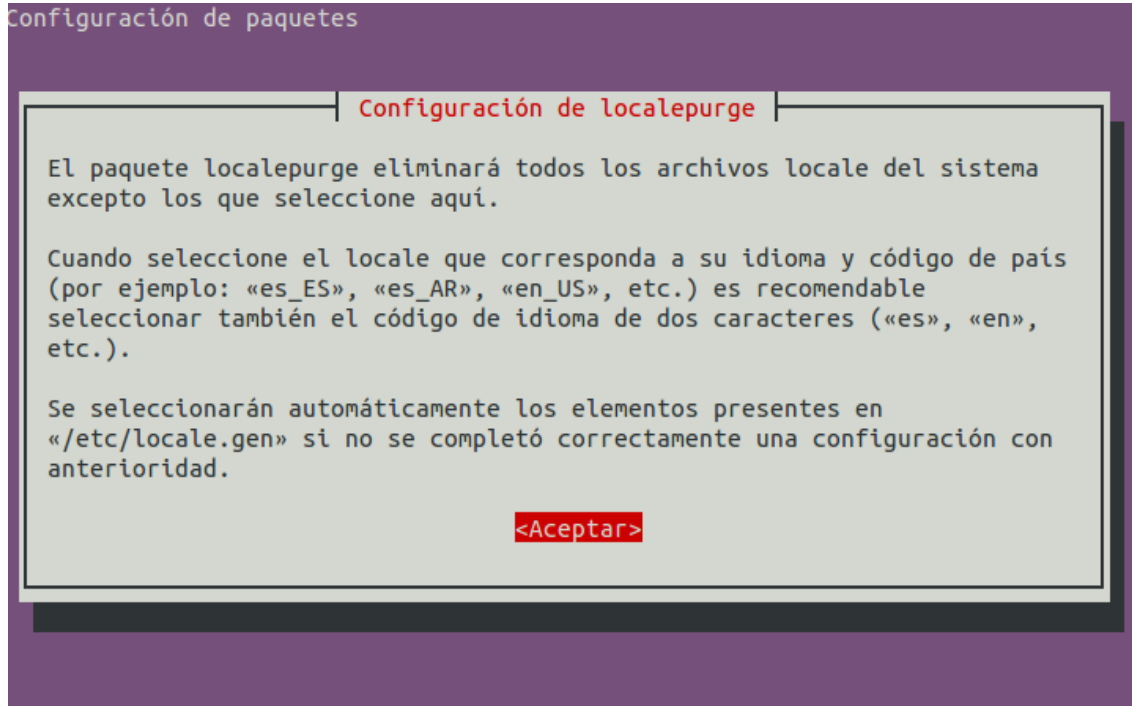 Configuración de paquetes
Configuración de localepurge
El paquete localepurge eliminará todos los archivos locale del sistema
excepto los que seleccione aquí.
Cuando seleccione el locale que corresponda a su idioma y código de país
(por ejemplo: «es_ES», «es_AR», «en_US», etc.) es recomendable
seleccionar también el código de idioma de dos caracteres («es», «en»,
etc.).
Se seleccionarán automáticamente los elementos presentes en
«/etc/locale.gen» si no se completó correctamente una configuración con
anterioridad.
<Aceptar>